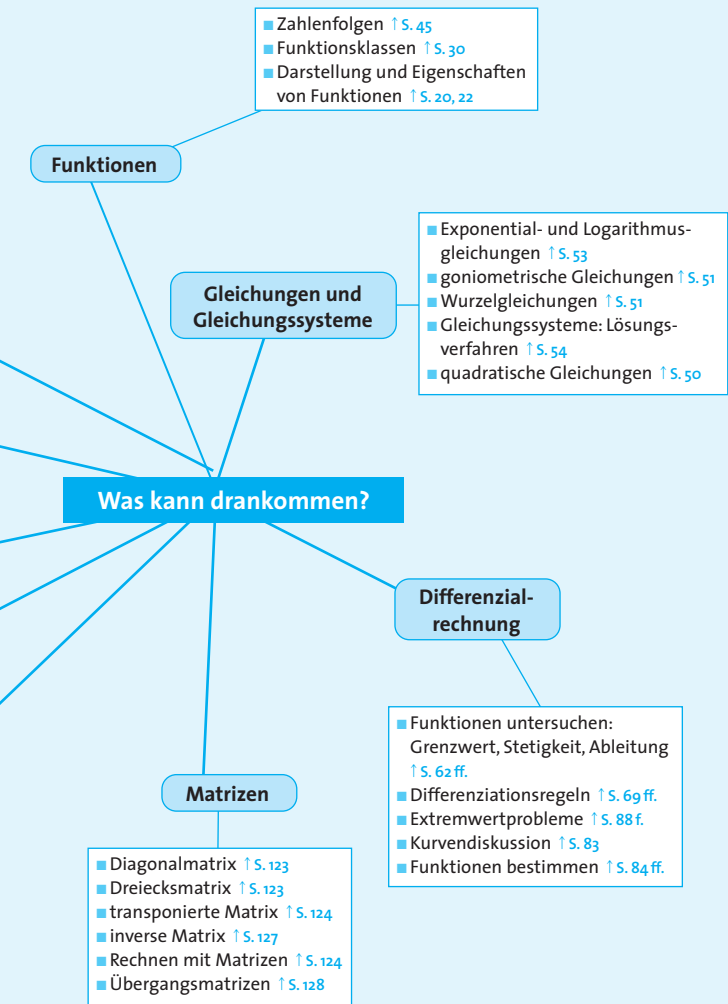 ■ Zahlenfolgen ↑ S. 45
■ Funktionsklassen ↑ S. 30
■ Darstellung und Eigenschaften
von Funktionen ↑ S. 20, 22
Funktionen
■ Exponential- und Logarithmus-
gleichungen ↑ S. 53
■ goniometrische Gleichungen ↑ S. 51
■ Wurzelgleichungen ↑ S. 51
■ Gleichungssysteme: Lösungs-
verfahren ↑ S. 54
■ quadratische Gleichungen ↑ S. 50
Gleichungen und
Gleichungssysteme
Was kann drankommen?
Differenzial-
rechnung
■ Funktionen untersuchen:
Grenzwert, Stetigkeit, Ableitung
↑ S. 62 ff.
■ Differenziationsregeln ↑ S. 69 ff.
■ Extremwertprobleme ↑ S. 88 f.
■ Kurvendiskussion ↑ S. 83
■ Funktionen bestimmen ↑ S. 84 ff.
Matrizen
■ Diagonalmatrix ↑ S. 123
■ Dreiecksmatrix ↑ S. 123
■ transponierte Matrix ↑ S. 124
■ inverse Matrix ↑ S. 127
■ Rechnen mit Matrizen ↑ S. 124
■ Übergangsmatrizen ↑ S. 128